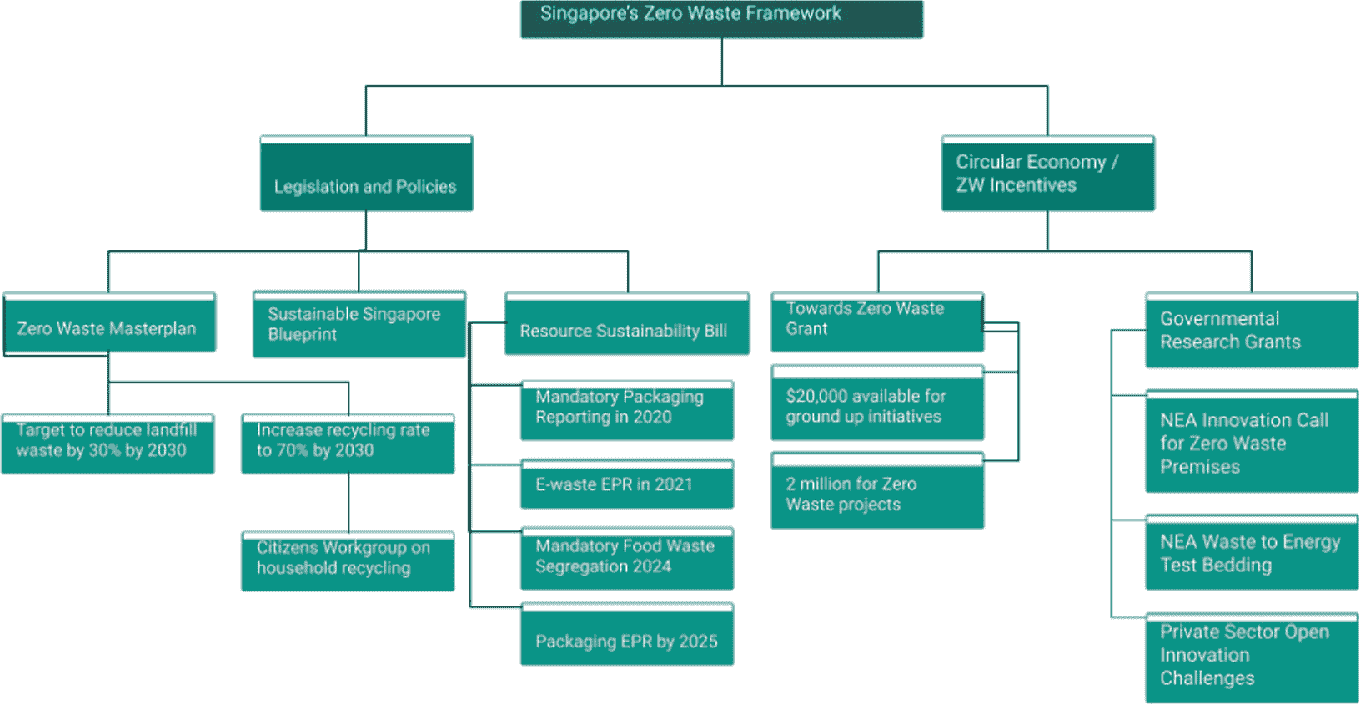 Singapore's Zero Waste Framework
Legislation and Policies
Circular Economy /
ZW Incentives
Zero Waste Masterplan
Sustainable Singapore
Blueprint
Resource Sustainability Bill
Towards Zero Waste
Grant
Governmental
Research Grants
Target to reduce landfill
waste by 30% by 2030
Increase recycling rate
to 70% by 2030
Citizens Workgroup on
household recycling
Mandatory Packaging
Reporting in 2020
E-waste EPR in 2021
Mandatory Food Waste
Segregation 2024
Packaging EPR by 2025
$20,000 available for
ground up initiatives
2 million for Zero
Waste projects
NEA Innovation Call
for Zero Waste
Premises
NEA Waste to Energy
Test Bedding
Private Sector Open
Innovation
Challenges